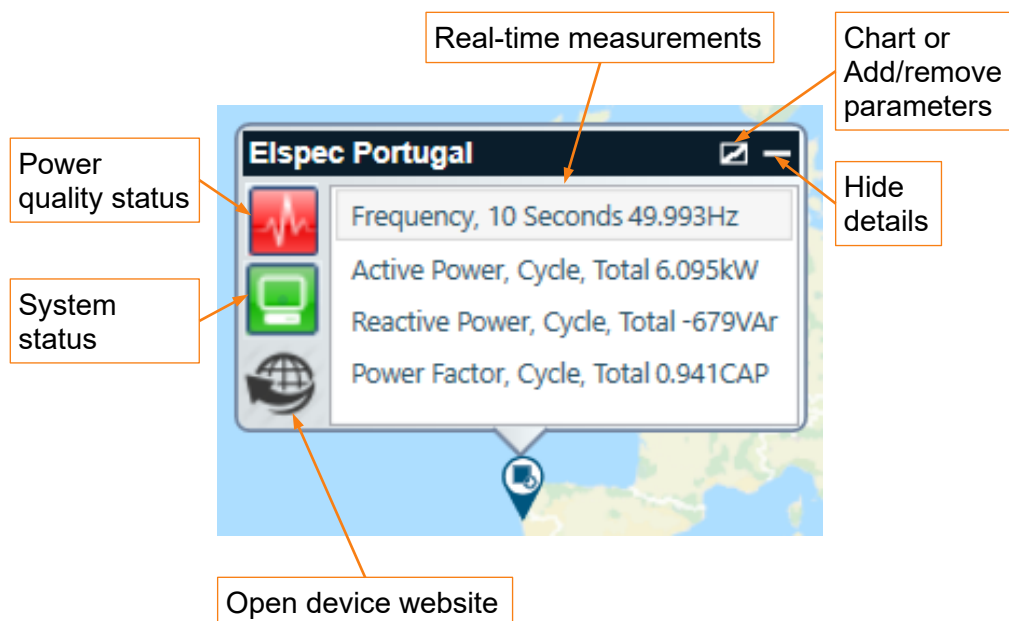 Real-time measurements
Chart or
Add/remove
parameters
Power
quality status
Elspec Portugal
Hide
details
Frequency, 10 Seconds 49.993Hz
Active Power, Cycle, Total 6.095kW
System
status
Reactive Power, Cycle, Total -679VAr
Power Factor, Cycle, Total 0.941CAP
Open device website